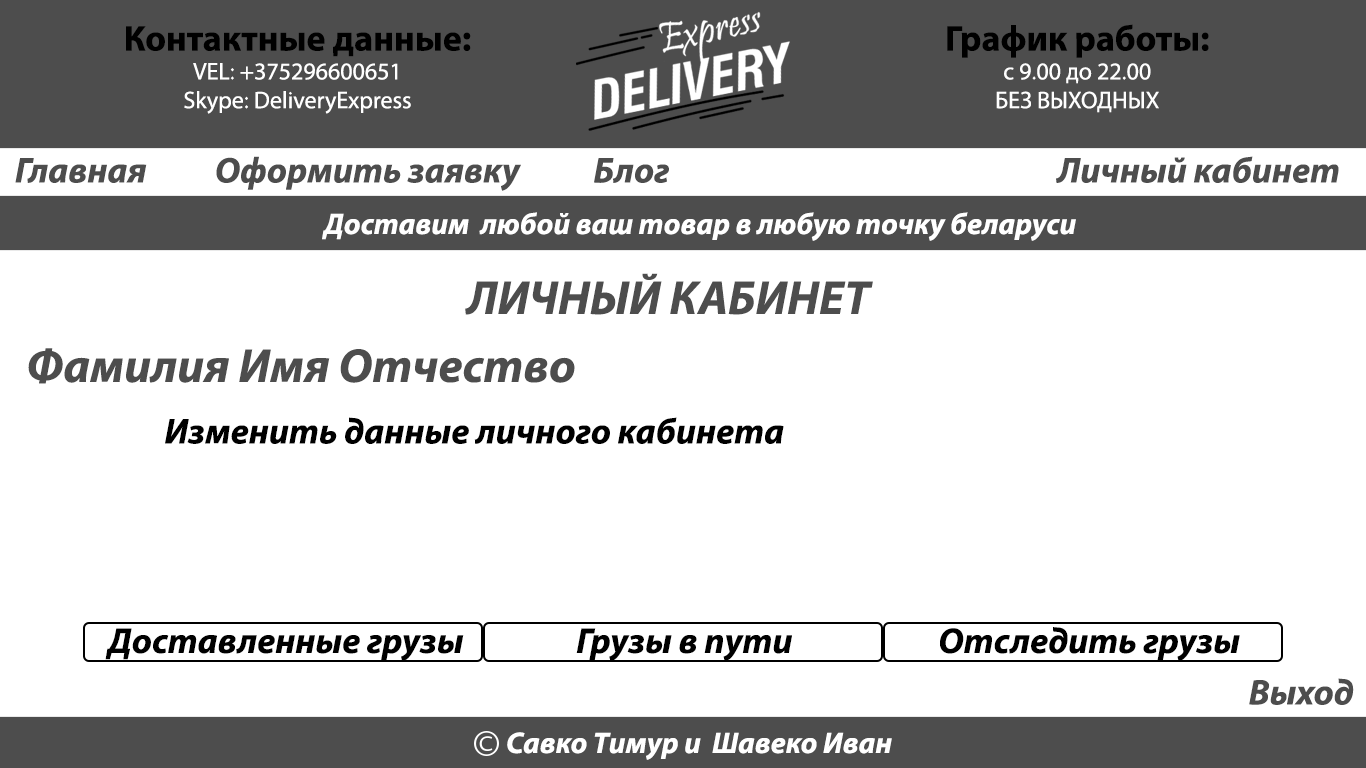 Контактные данные:
VEL: +375296600651
Skype: DeliveryExpress
Express
DELIVERY
График работы:
с 9.00 до 22.00
БЕЗ ВЫХОДНЫХ
Главная Оформить заявку Блог Личный кабинет
Доставим любой ваш товар в любую точку беларуси
ЛИЧНЫЙ КАБИНЕТ
Фамилия Имя Отчество
Изменить данные личного кабинета
Доставленные грузы Грузы в пути Отследить грузы
Выход
© Савко Тимур и Шавеко Иван